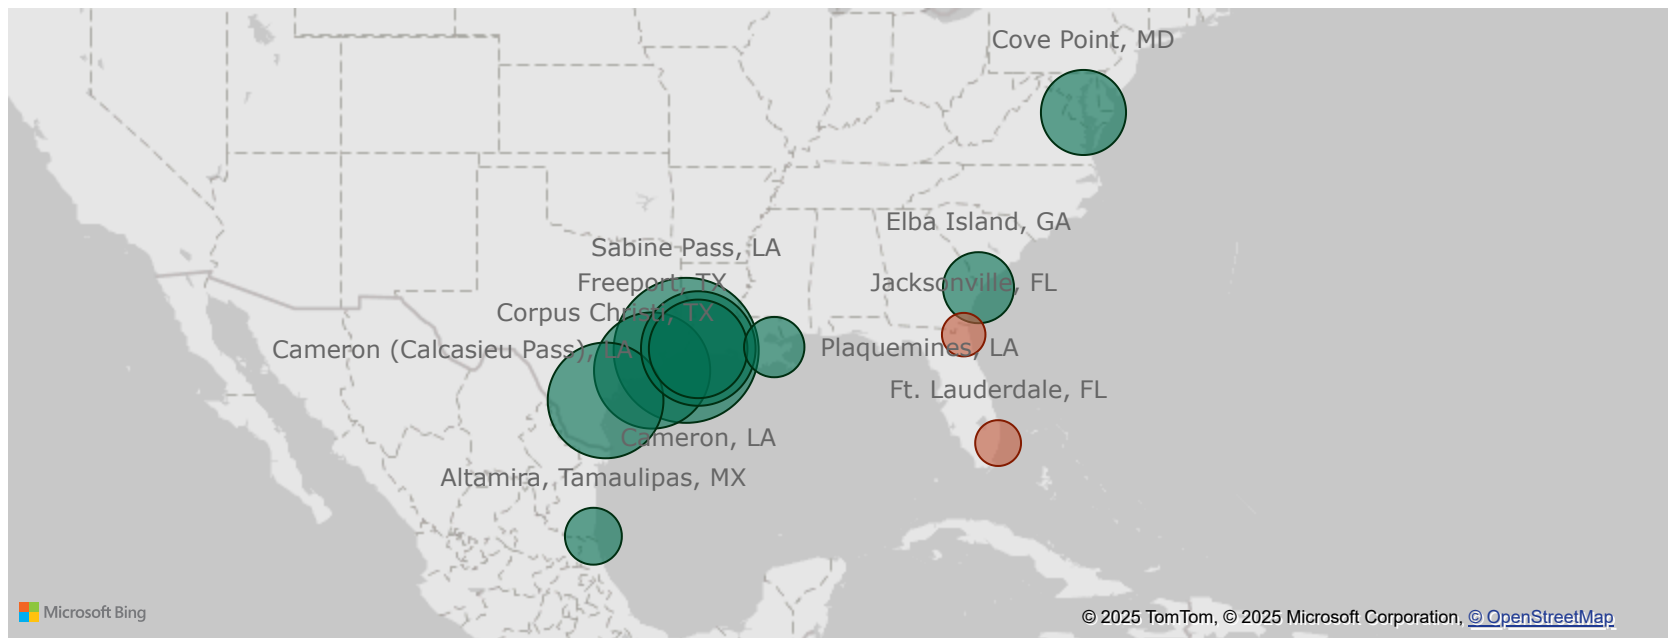 Cove Point, MD
Elba Island, GA
Sabine Pass, LA
Freeport, TX
Jacksonville, FL
Corpus Christi, TX
Cameron (Calcasieu Pass), LA
Plaquemines, LA
Ft. Lauderdale, FL
Cameron, LA
Altamira, Tamaulipas, MX
Microsoft Bing
© 2025 TomTom, © 2025 Microsoft Corporation, © OpenStreetMap